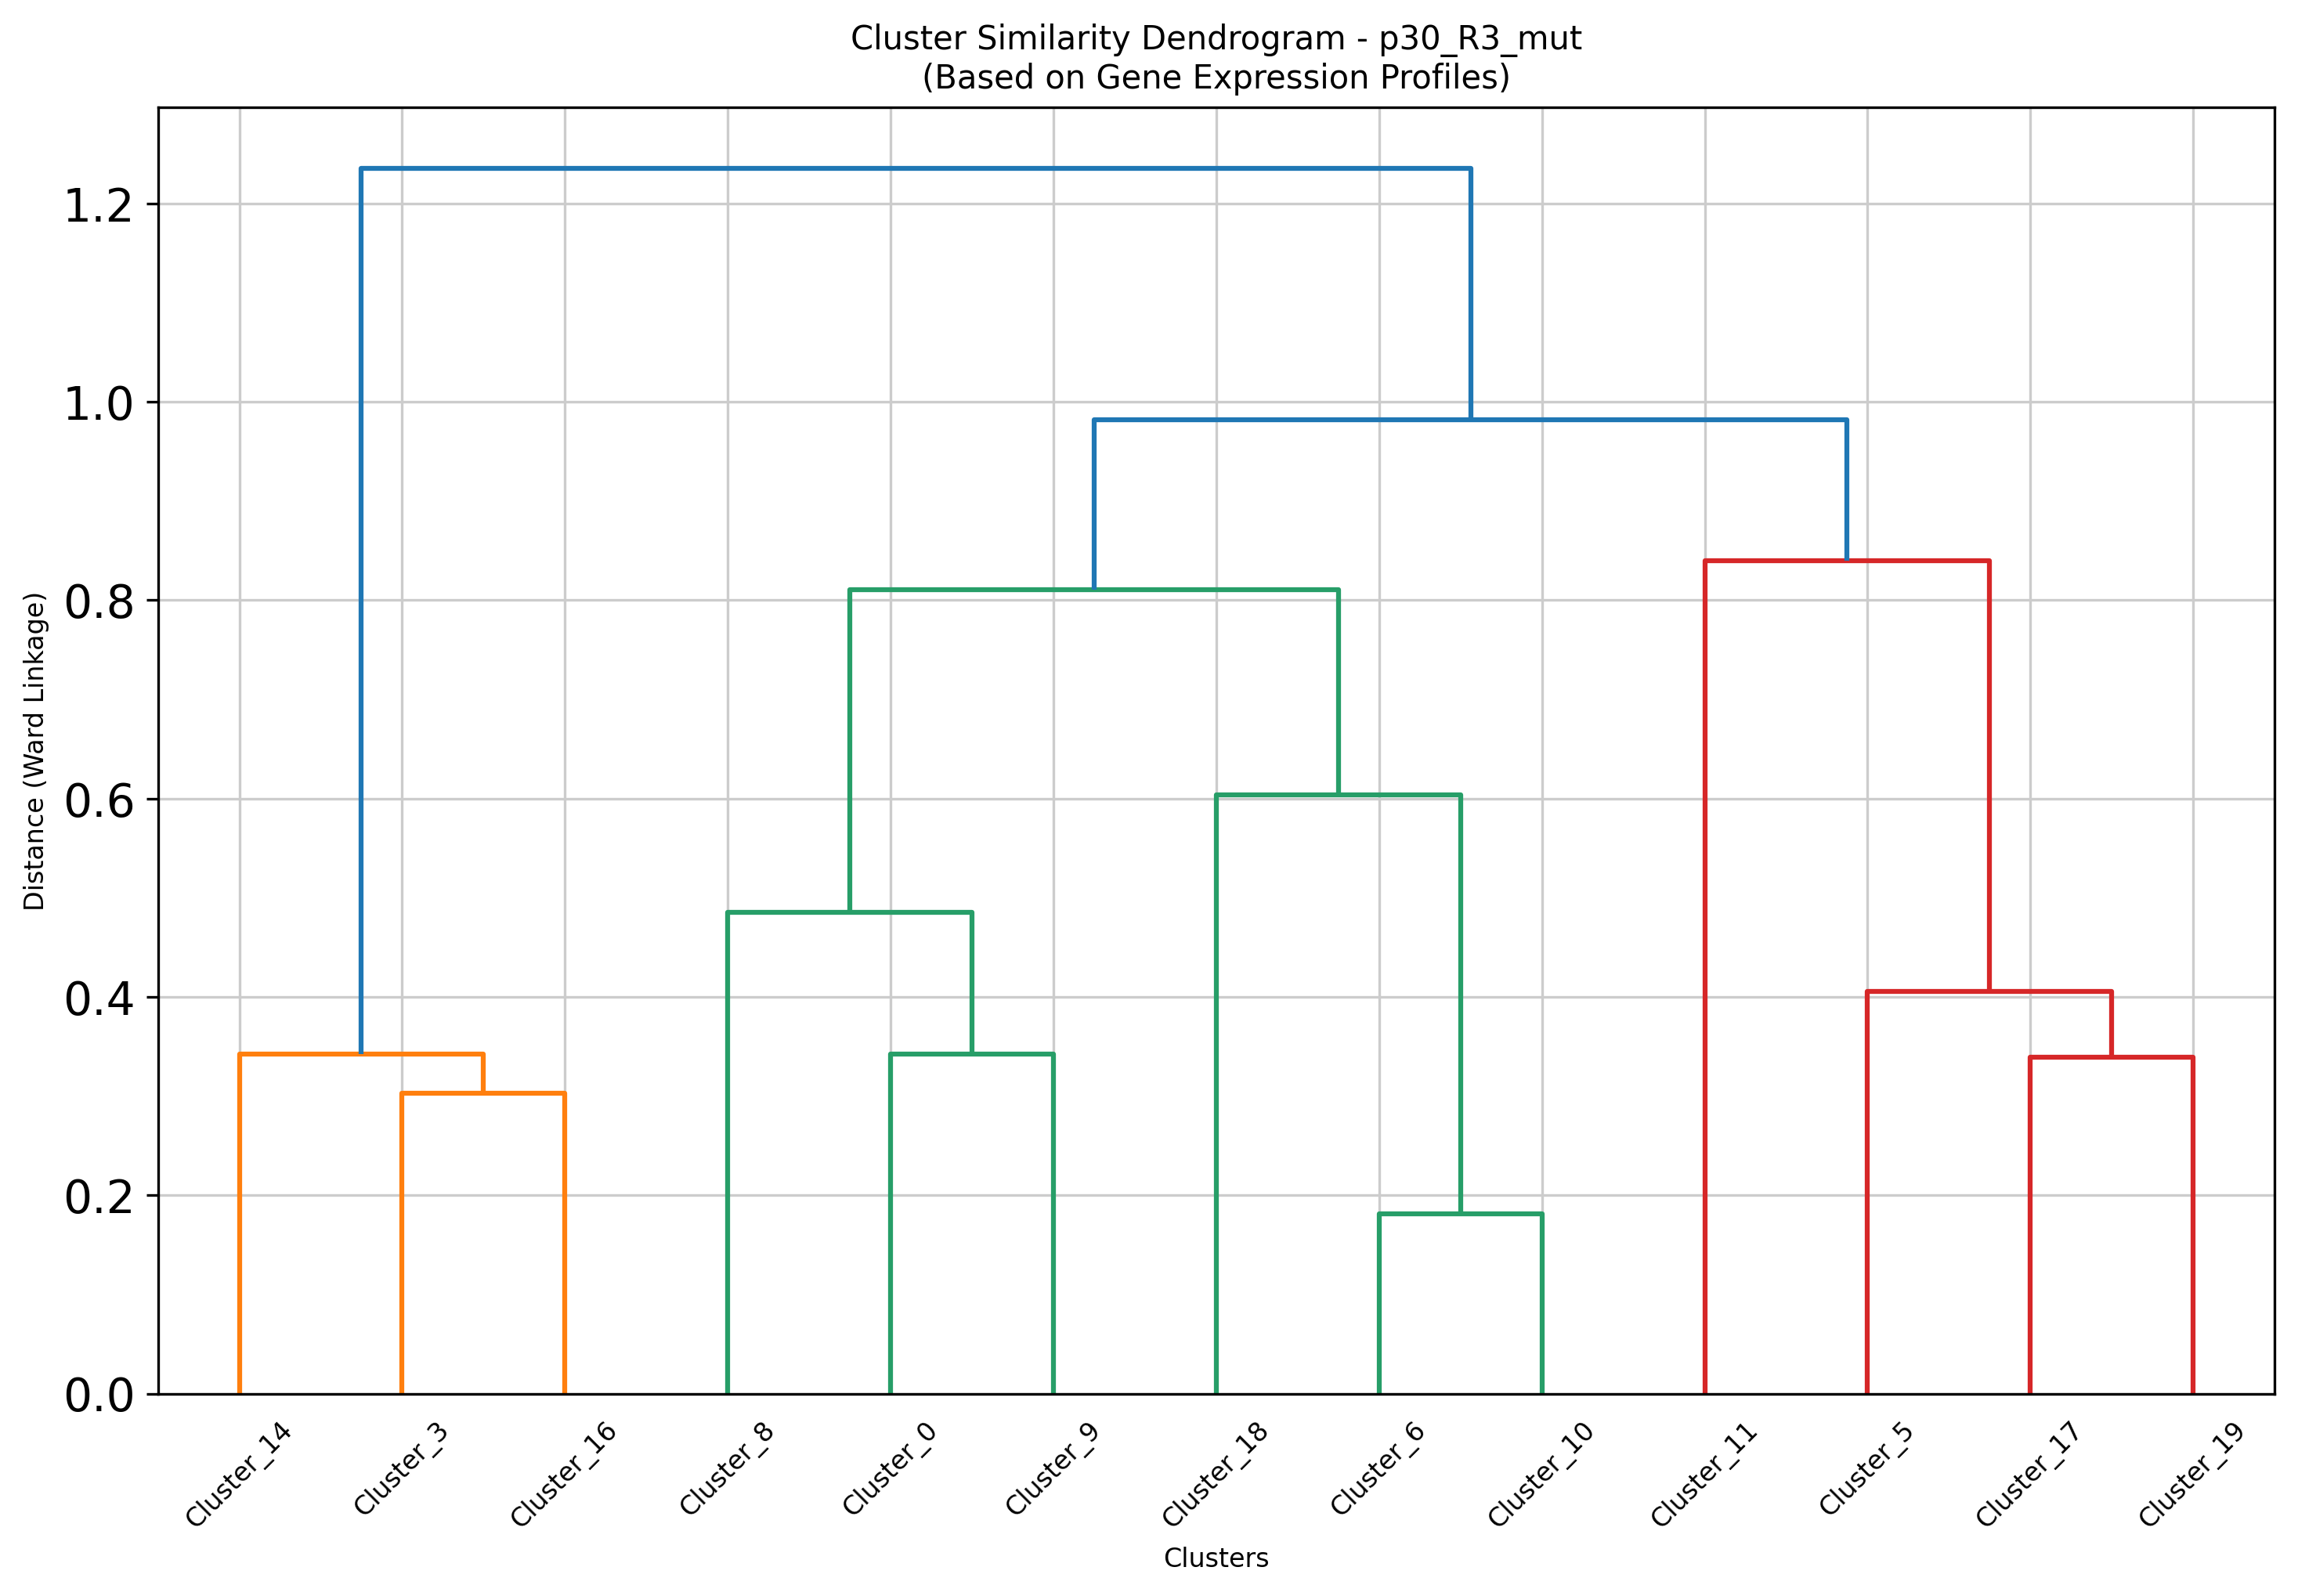 Cluster Similarity Dendrogram - p30_R3_mut
(Based on Gene Expression Profiles)
Distance (Ward Linkage)
1.2
1.0
0.8
0.6
0.4
0.2
0.0
Cluster_14
Cluster_3
Cluster_16
Cluster_8
Cluster_0
Cluster_9
Cluster_18
Cluster_6
Cluster_10
Cluster_11
Cluster_5
Cluster_17
Cluster_19
Clusters